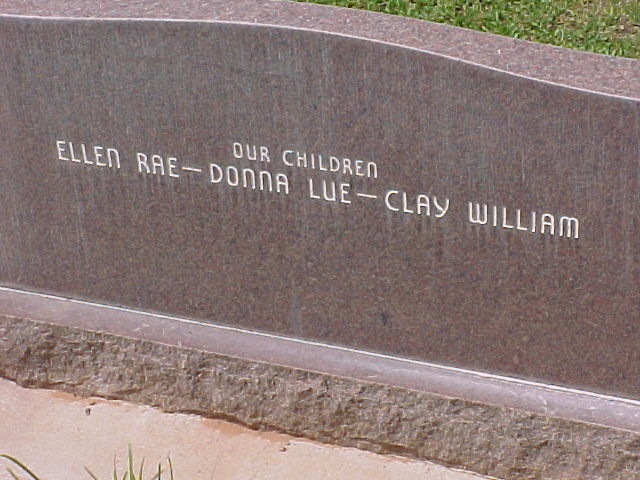 OUR CHILDREN
ELLEN RAE — DONNA LUE — CLAY WILLIAM